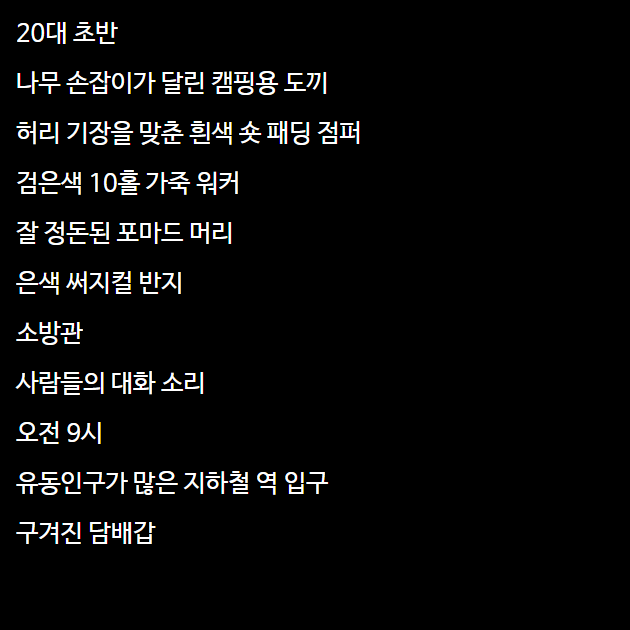 20대 초반
나무 손잡이가 달린 캠핑용 도끼
허리 기장을 맞춘 흰색 숏 패딩 점퍼
검은색 10홀 가죽 워커
잘 정돈된 포마드 머리
은색 써지컬 반지
소방관
사람들의 대화 소리
오전 9시
유동인구가 많은 지하철 역 입구
구겨진 담배갑